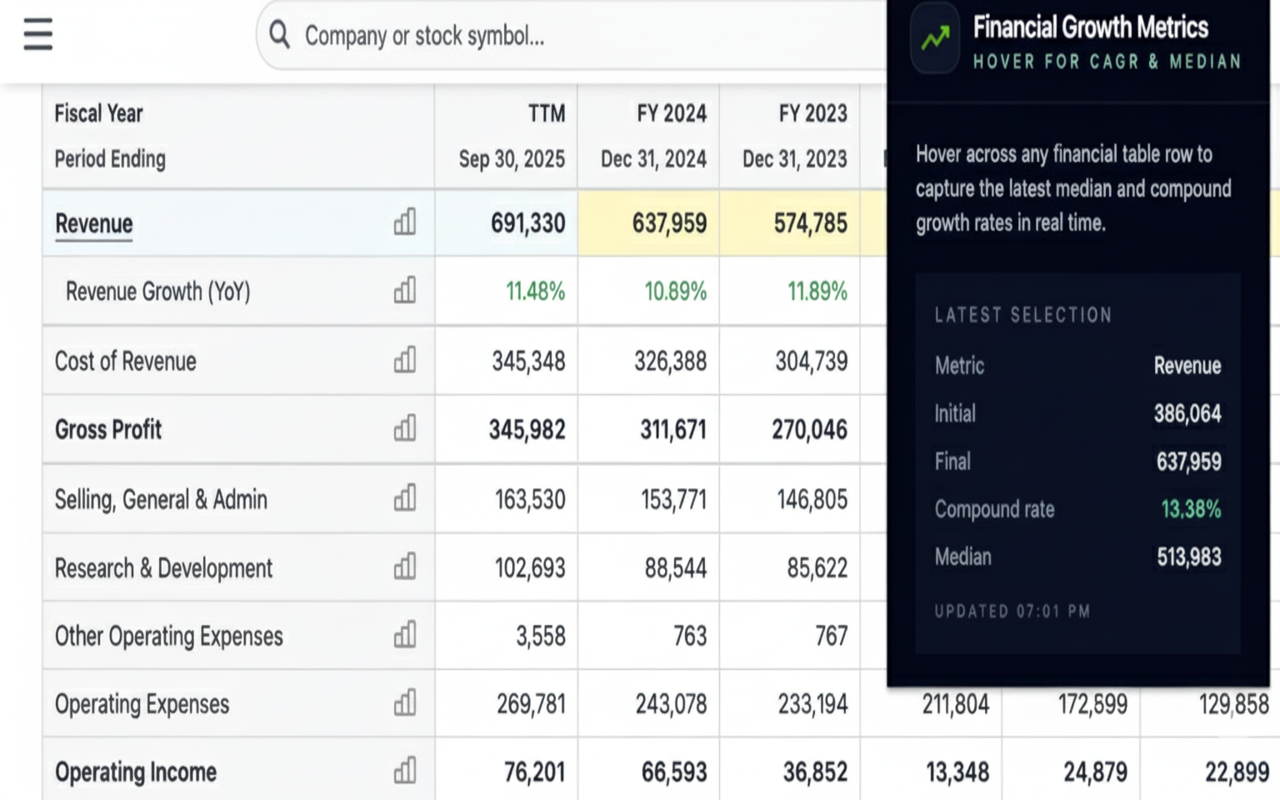 Company or stock symbol...
Financial Growth Metrics
HOVER FOR CAGR & MEDIAN
Hover across any financial table row to
capture the latest median and compound
growth rates in real time.
LATEST SELECTION
Metric Revenue
Initial 386,064
Final 637,959
Compound rate 13.38%
Median 513,983
UPDATED 07:01 PM
Fiscal Year TTM FY 2024 FY 2023
Period Ending Sep 30, 2025 Dec 31, 2024 Dec 31, 2023
Revenue 691,330 637,959 574,785
Revenue Growth (YoY) 11.48% 10.89% 11.89%
Cost of Revenue 345,348 326,388 304,739
Gross Profit 345,982 311,671 270,046
Selling, General & Admin 163,530 153,771 146,805
Research & Development 102,693 88,544 85,622
Other Operating Expenses 3,558 763 767
Operating Expenses 269,781 243,078 233,194 211,804 172,599 129,858
Operating Income 76,201 66,593 36,852 13,348 24,879 22,899